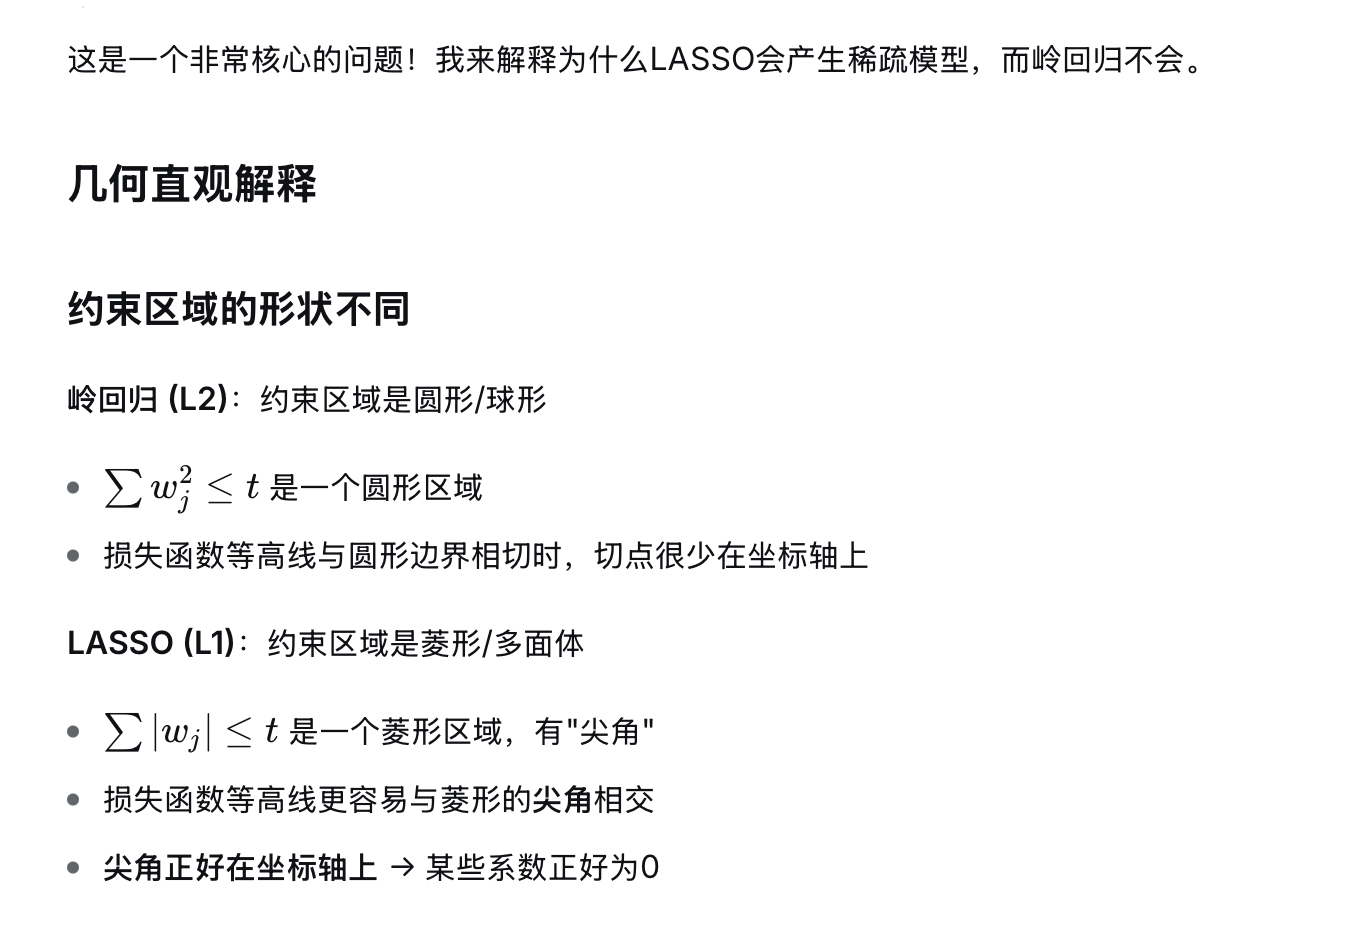 这是一个非常核心的问题！我来解释为什么LASSO会产生稀疏模型，而岭回归不会。
几何直观解释
约束区域的形状不同
岭回归 (L2)：约束区域是圆形/球形
• ∑ w_j^2 ≤ t 是一个圆形区域
• 损失函数等高线与圆形边界相切时，切点很少在坐标轴上
LASSO (L1)：约束区域是菱形/多面体
• ∑ |w_j| ≤ t 是一个菱形区域，有"尖角"
• 损失函数等高线更容易与菱形的尖角相交
• 尖角正好在坐标轴上 → 某些系数正好为0